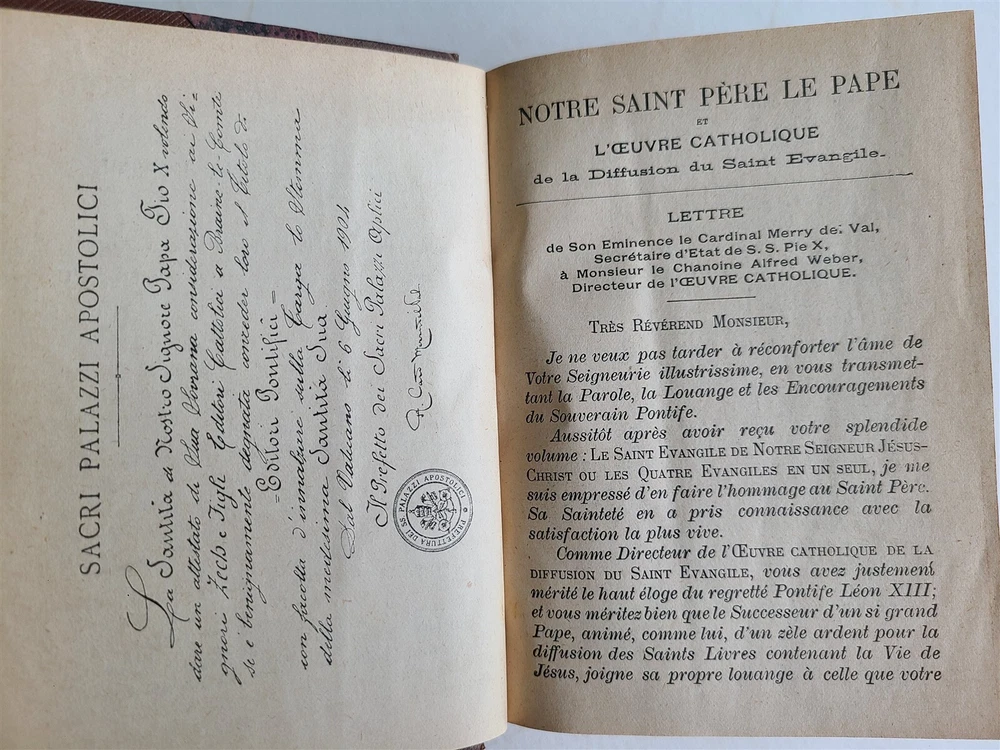 SACRI PALAZZI APOSTOLICI
La Santità di Nostro Signore Papa Pio X volendo
dare un attestato di Sua Sovrana considerazione ai Si=
gnori Zech e Figli Editori Cattolici a Braine-le-Comte
si è benignamente degnata conceder loro il titolo di
=Editori Pontifici=
con facoltà d'innalzare sulla Targa lo Stemma
della medesima Santità Sua.
Dal Vaticano li 6 Giugno 1904
Il Prefetto dei Sacri Palazzi Aplici
PREFETTURA DEI SS PALAZZI APOSTOLICI
NOTRE SAINT PÈRE LE PAPE
ET
L'ŒUVRE CATHOLIQUE
de la Diffusion du Saint Evangile.
LETTRE
de Son Eminence le Cardinal Merry del Val,
Secrétaire d'Etat de S. S. Pie X,
à Monsieur le Chanoine Alfred Weber,
Directeur de l'ŒUVRE CATHOLIQUE.
TRÈS RÉVÉREND MONSIEUR,
Je ne veux pas tarder à réconforter l'âme de
Votre Seigneurie illustrissime, en vous transmet-
tant la Parole, la Louange et les Encouragements
du Souverain Pontife.
Aussitôt après avoir reçu votre splendide
volume : LE SAINT EVANGILE DE NOTRE SEIGNEUR JÉSUS-
CHRIST OU LES QUATRE EVANGILES EN UN SEUL, je me
suis empressé d'en faire l'hommage au Saint Père.
Sa Sainteté en a pris connaissance avec la
satisfaction la plus vive.
Comme Directeur de l'ŒUVRE CATHOLIQUE DE LA
DIFFUSION DU SAINT EVANGILE, vous avez justement
mérité le haut éloge du regretté Pontife Léon XIII;
et vous méritez bien que le Successeur d'un si grand
Pape, animé, comme lui, d'un zèle ardent pour la
diffusion des Saints Livres contenant la Vie de
Jésus, joigne sa propre louange à celle que votre